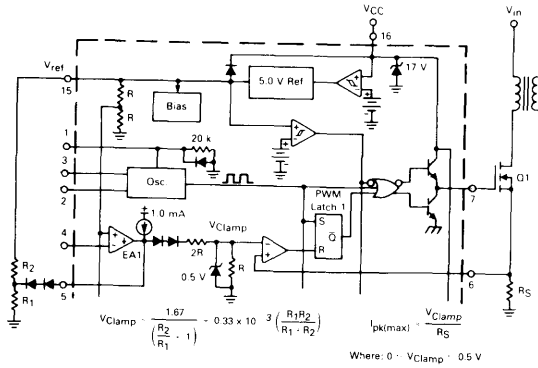 VCC
Vin
16
Vref
15
R
R
Bias
5.0 V Ref
17 V
1
20 k
3
Osc
2
1.0 mA
4
EA1
VClamp
2R
R
0.5 V
PWM
Latch 1
S
Q̅
R
7
Q1
6
RS
R2
R1
5
VClamp 1.67 / (R2/R1 · 1) - 0.33 x 10 3 (R1R2 / R1 · R2)
Ipk(max) = VClamp / RS
Where: 0 - VClamp - 0.5 V